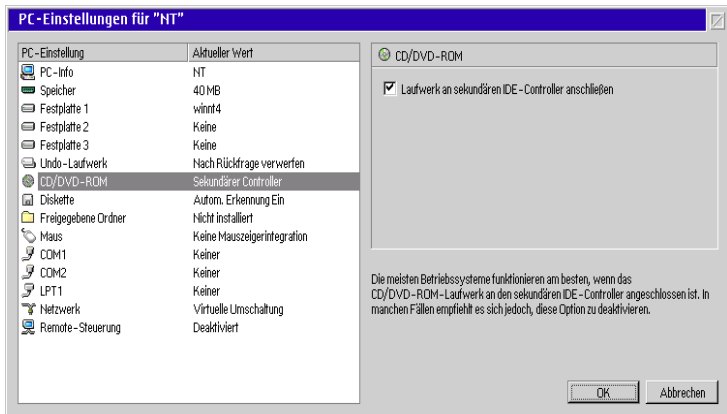 PC-Einstellungen für "NT"
PC-Einstellung Aktueller Wert
PC-Info NT
Speicher 40 MB
Festplatte 1 winnt4
Festplatte 2 Keine
Festplatte 3 Keine
Undo-Laufwerk Nach Rückfrage verwerfen
CD/DVD-ROM Sekundärer Controller
Diskette Autom. Erkennung Ein
Freigegebene Ordner Nicht installiert
Maus Keine Mauszeigerintegration
COM1 Keiner
COM2 Keiner
LPT1 Keiner
Netzwerk Virtuelle Umschaltung
Remote-Steuerung Deaktiviert
CD/DVD-ROM
Laufwerk an sekundären IDE-Controller anschließen
Die meisten Betriebssysteme funktionieren am besten, wenn das
CD/DVD-ROM-Laufwerk an den sekundären IDE-Controller angeschlossen ist. In
manchen Fällen empfiehlt es sich jedoch, diese Option zu deaktivieren.
OK Abbrechen